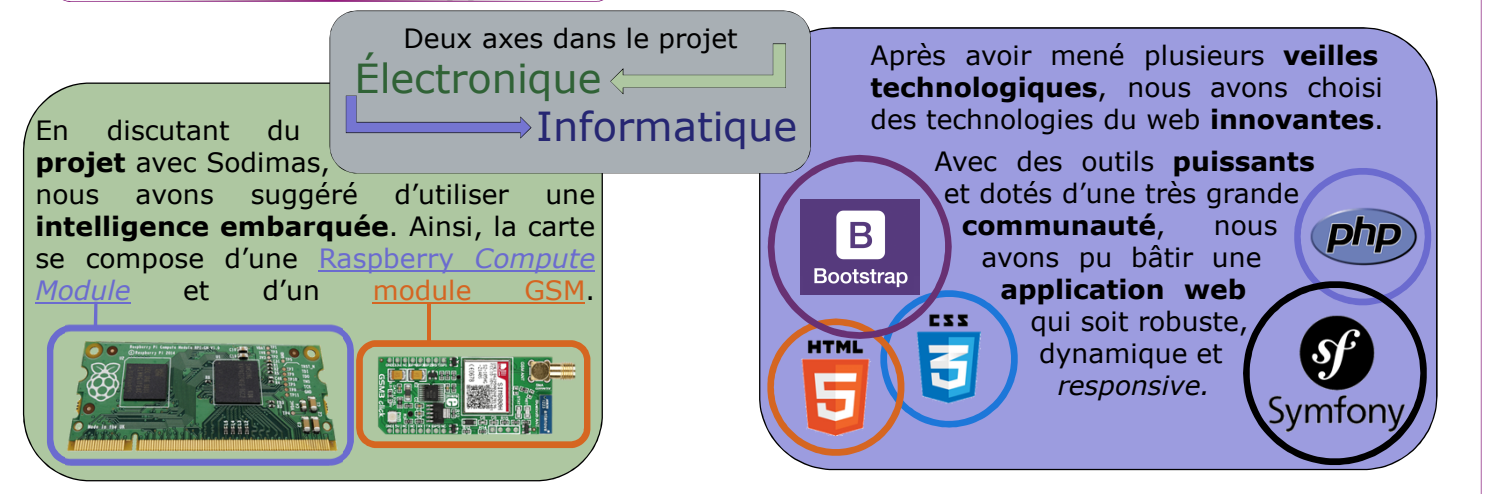 Deux axes dans le projet
Électronique
Informatique
En discutant du
projet avec Sodimas,
nous avons suggéré d'utiliser une
intelligence embarquée. Ainsi, la carte
se compose d'une Raspberry Compute
Module et d'un module GSM.
GSM3 click
Après avoir mené plusieurs veilles
technologiques, nous avons choisi
des technologies du web innovantes.
Avec des outils puissants
et dotés d'une très grande
communauté, nous
avons pu bâtir une
application web
qui soit robuste,
dynamique et
responsive.
B
Bootstrap
php
CSS
3
HTML
5
sf
Symfony